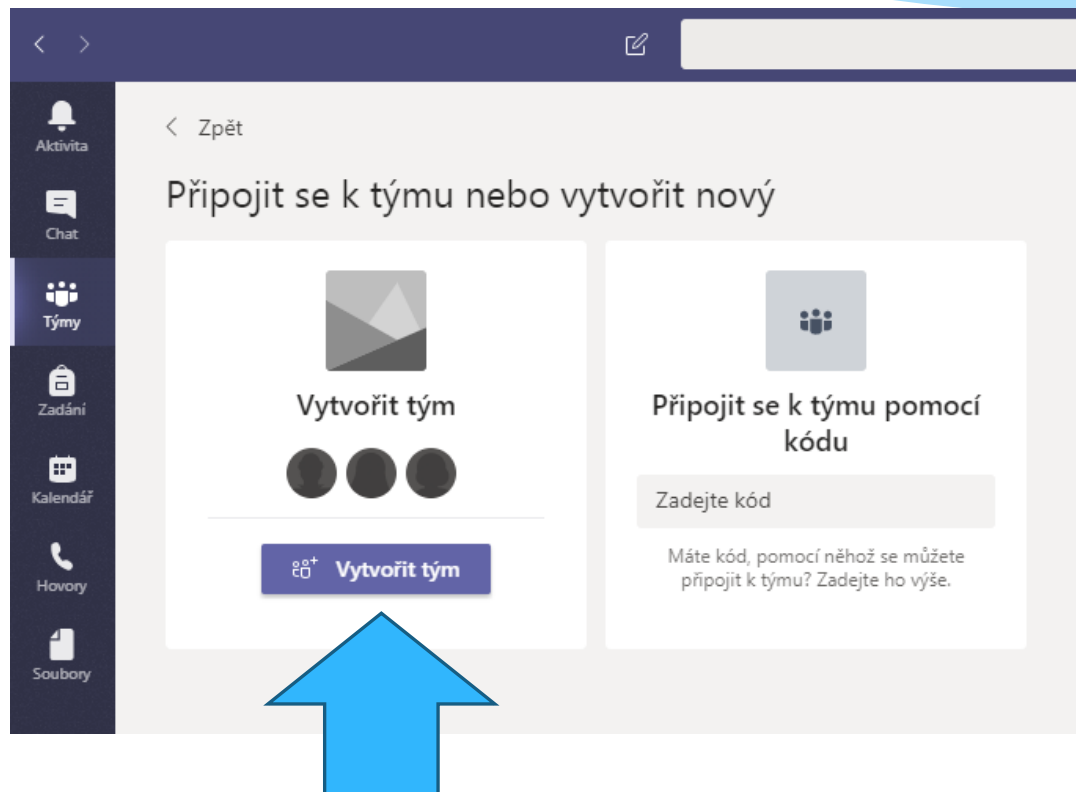 Aktivita
Chat
Týmy
Zadání
Kalendář
Hovory
Soubory
Zpět
Připojit se k týmu nebo vytvořit nový
Vytvořit tým
Vytvořit tým
Připojit se k týmu pomocí
kódu
Zadejte kód
Máte kód, pomocí něhož se můžete
připojit k týmu? Zadejte ho výše.